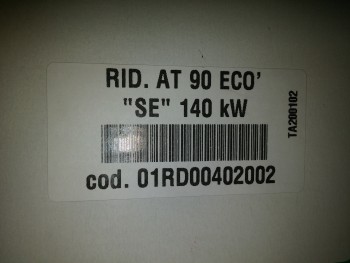 RID. AT 90 ECO'
"SE" 140 kW
cod. 01RD00402002
TA200102